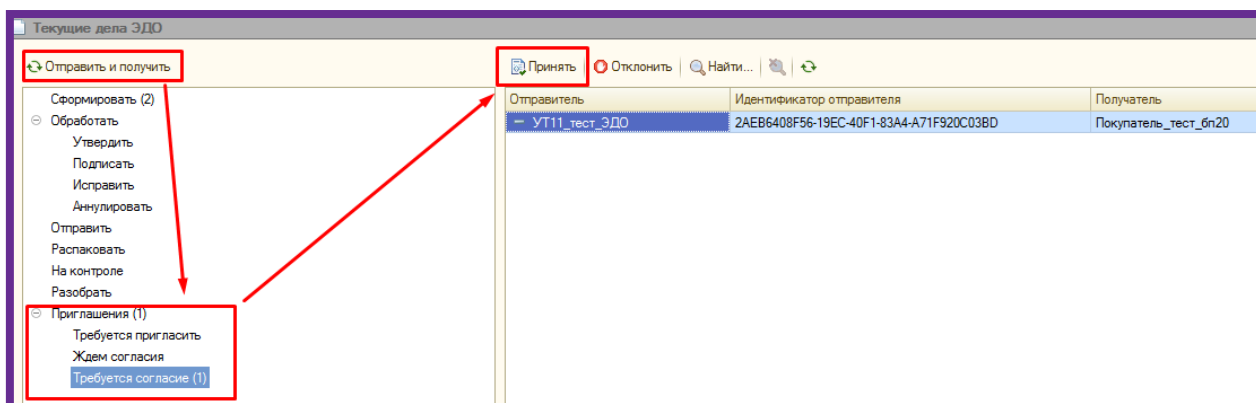 Текущие дела ЭДО
Отправить и получить
Сформировать (2)
Обработать
Утвердить
Подписать
Исправить
Аннулировать
Отправить
Распаковать
На контроле
Разобрать
Приглашения (1)
Требуется пригласить
Ждем согласия
Требуется согласие (1)
Принять Отклонить Найти...
Отправитель Идентификатор отправителя Получатель
УТ11_тест_ЭДО 2AEB6408F56-19EC-40F1-83A4-A71F920C03BD Покупатель_тест_бп20